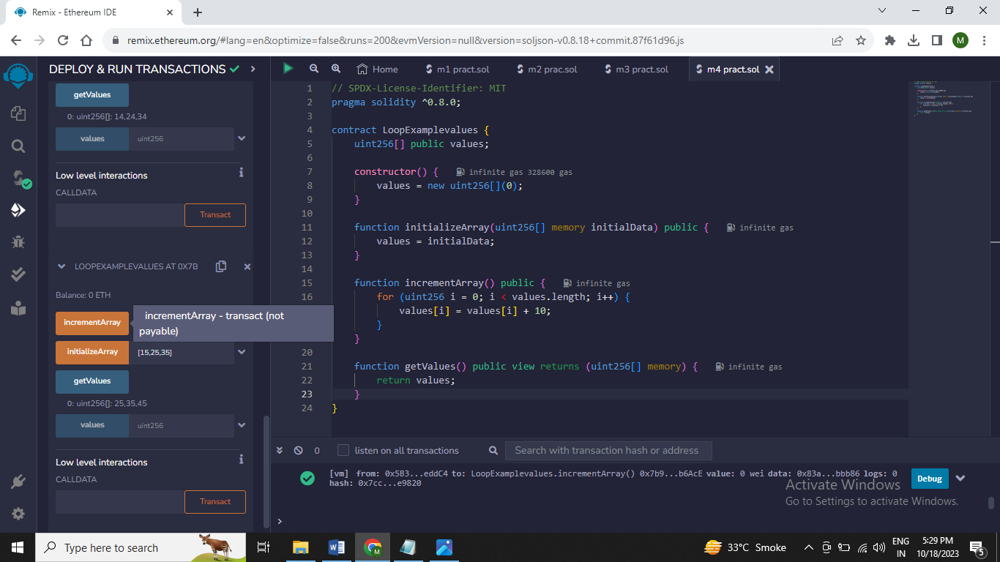 Remix - Ethereum IDE
remix.ethereum.org/#lang=en&optimize=false&runs=200&evmVersion=null&version=soljson-v0.8.18+commit.87f61d96.js
M
DEPLOY & RUN TRANSACTIONS
getValues
0: uint256[]: 14,24,34
values uint256
Low level interactions
i
CALLDATA
Transact
LOOPEXAMPLEVALUES AT 0X7B
Balance: 0 ETH
incrementArray
incrementArray - transact (not
payable)
initializeArray [15,25,35]
getValues
0: uint256[]: 25,35,45
values uint256
Low level interactions
i
CALLDATA
Transact
Home m1 pract.sol m2 prac.sol m3 pract.sol m4 pract.sol
1 // SPDX-License-Identifier: MIT
2 pragma solidity ^0.8.0;
3
4 contract LoopExamplevalues {
5 uint256[] public values;
6
7 constructor() { infinite gas 328600 gas
8 values = new uint256[](0);
9 }
10
11 function initializeArray(uint256[] memory initialData) public { infinite gas
12 values = initialData;
13 }
14
15 function incrementArray() public { infinite gas
16 for (uint256 i = 0; i < values.length; i++) {
values[i] = values[i] + 10;
}
}
20
21 function getValues() public view returns (uint256[] memory) { infinite gas
22 return values;
23 }
24 }
0 listen on all transactions Search with transaction hash or address
[vm] from: 0x5B3...eddC4 to: LoopExamplevalues.incrementArray() 0x7b9...b6AcE value: 0 wei data: 0x83a...bbb86 logs: 0
hash: 0x7cc...e9820
Debug
>
Activate Windows
Go to Settings to activate Windows.
Type here to search
33°C Smoke
ENG
IN
5:29 PM
10/18/2023
5